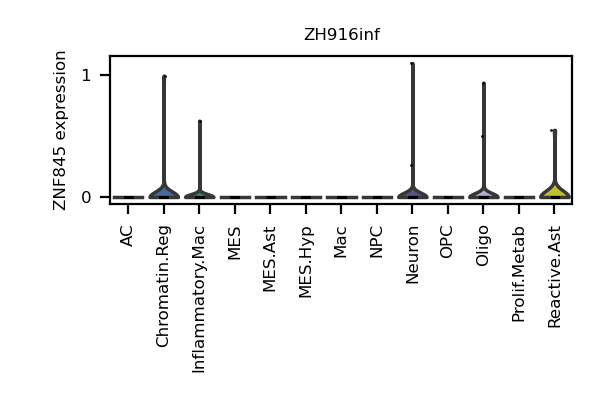 ZH916inf
ZNF845 expression
1
0
AC
Chromatin.Reg
Inflammatory.Mac
MES
MES.Ast
MES.Hyp
Mac
NPC
Neuron
OPC
Oligo
Prolif.Metab
Reactive.Ast